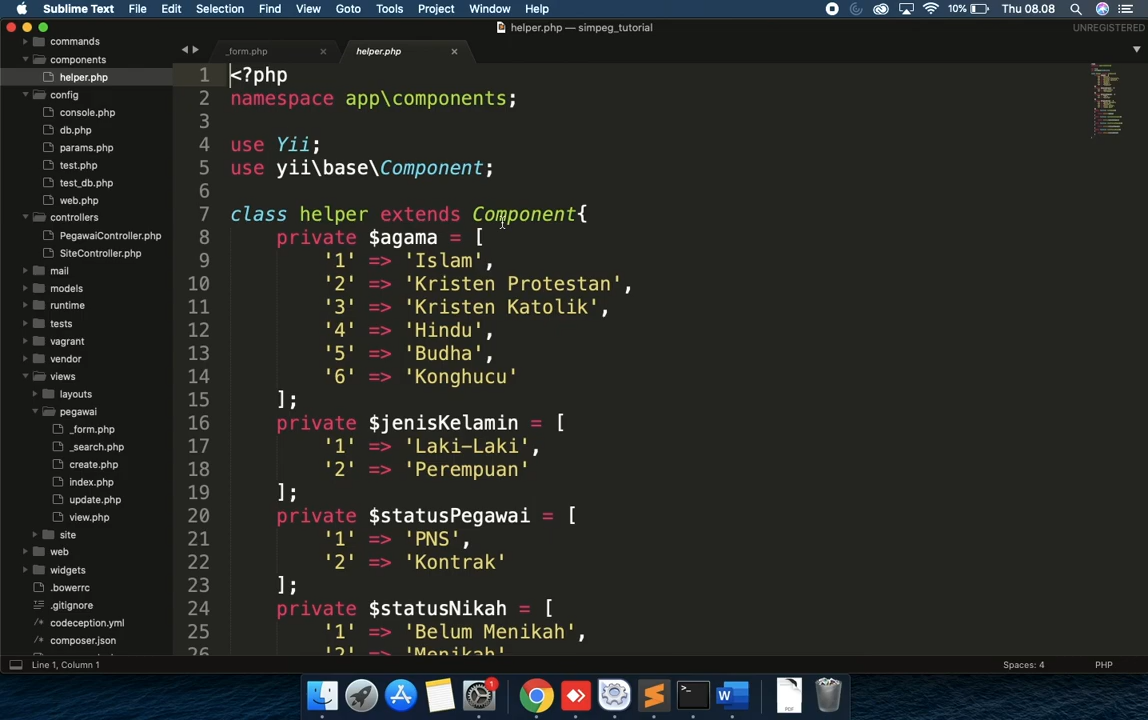 Sublime Text File Edit Selection Find View Goto Tools Project Window Help 10% Thu 08.08
helper.php — simpeg_tutorial UNREGISTERED
commands
components
helper.php
config
console.php
db.php
params.php
test.php
test_db.php
web.php
controllers
PegawaiController.php
SiteController.php
mail
models
runtime
tests
vagrant
vendor
views
layouts
pegawai
_form.php
_search.php
create.php
index.php
update.php
view.php
site
web
widgets
.bowerrc
.gitignore
codeception.yml
composer.json
_form.php helper.php
1 <?php
2 namespace app\components;
3
4 use Yii;
5 use yii\base\Component;
6
7 class helper extends Component{
8 private $agama = [
9 '1' => 'Islam',
10 '2' => 'Kristen Protestan',
11 '3' => 'Kristen Katolik',
12 '4' => 'Hindu',
13 '5' => 'Budha',
14 '6' => 'Konghucu'
15 ];
16 private $jenisKelamin = [
17 '1' => 'Laki-Laki',
18 '2' => 'Perempuan'
19 ];
20 private $statusPegawai = [
21 '1' => 'PNS',
22 '2' => 'Kontrak'
23 ];
24 private $statusNikah = [
25 '1' => 'Belum Menikah',
26 '2' => 'Menikah'
Line 1, Column 1 Spaces: 4 PHP
1
PDF